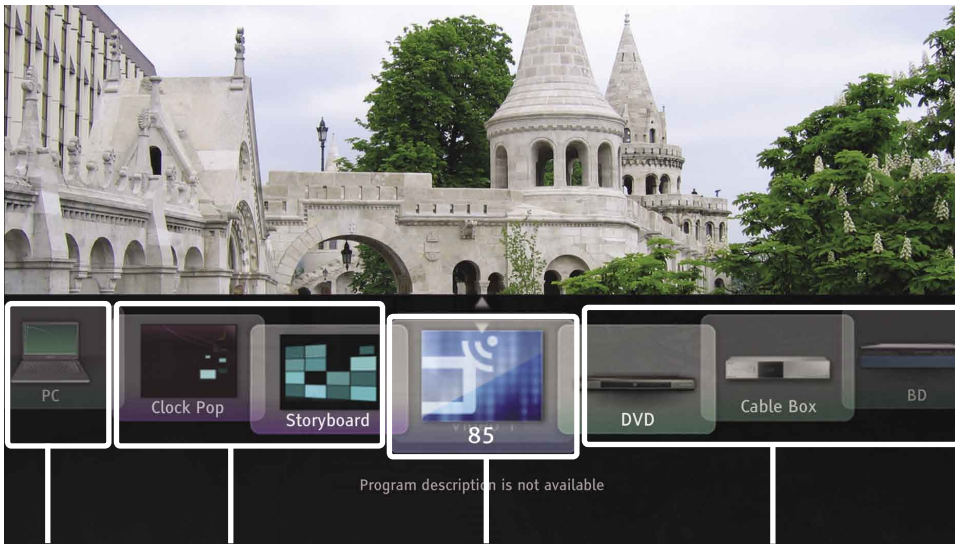 PC
Clock Pop
Storyboard
85
DVD
Cable Box
BD
Program description is not available